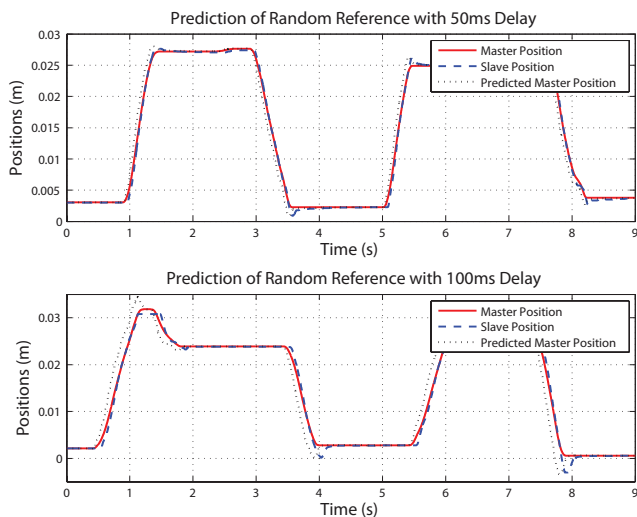 Prediction of Random Reference with 50ms Delay
0.03
0.025
0.02
0.015
0.01
0.005
0
Positions (m)
Master Position
Slave Position
Predicted Master Position
0 1 2 3 4 5 6 7 8 9
Time (s)
Prediction of Random Reference with 100ms Delay
0.03
0.02
0.01
0
Positions (m)
Master Position
Slave Position
Predicted Master Position
0 1 2 3 4 5 6 7 8 9
Time (s)